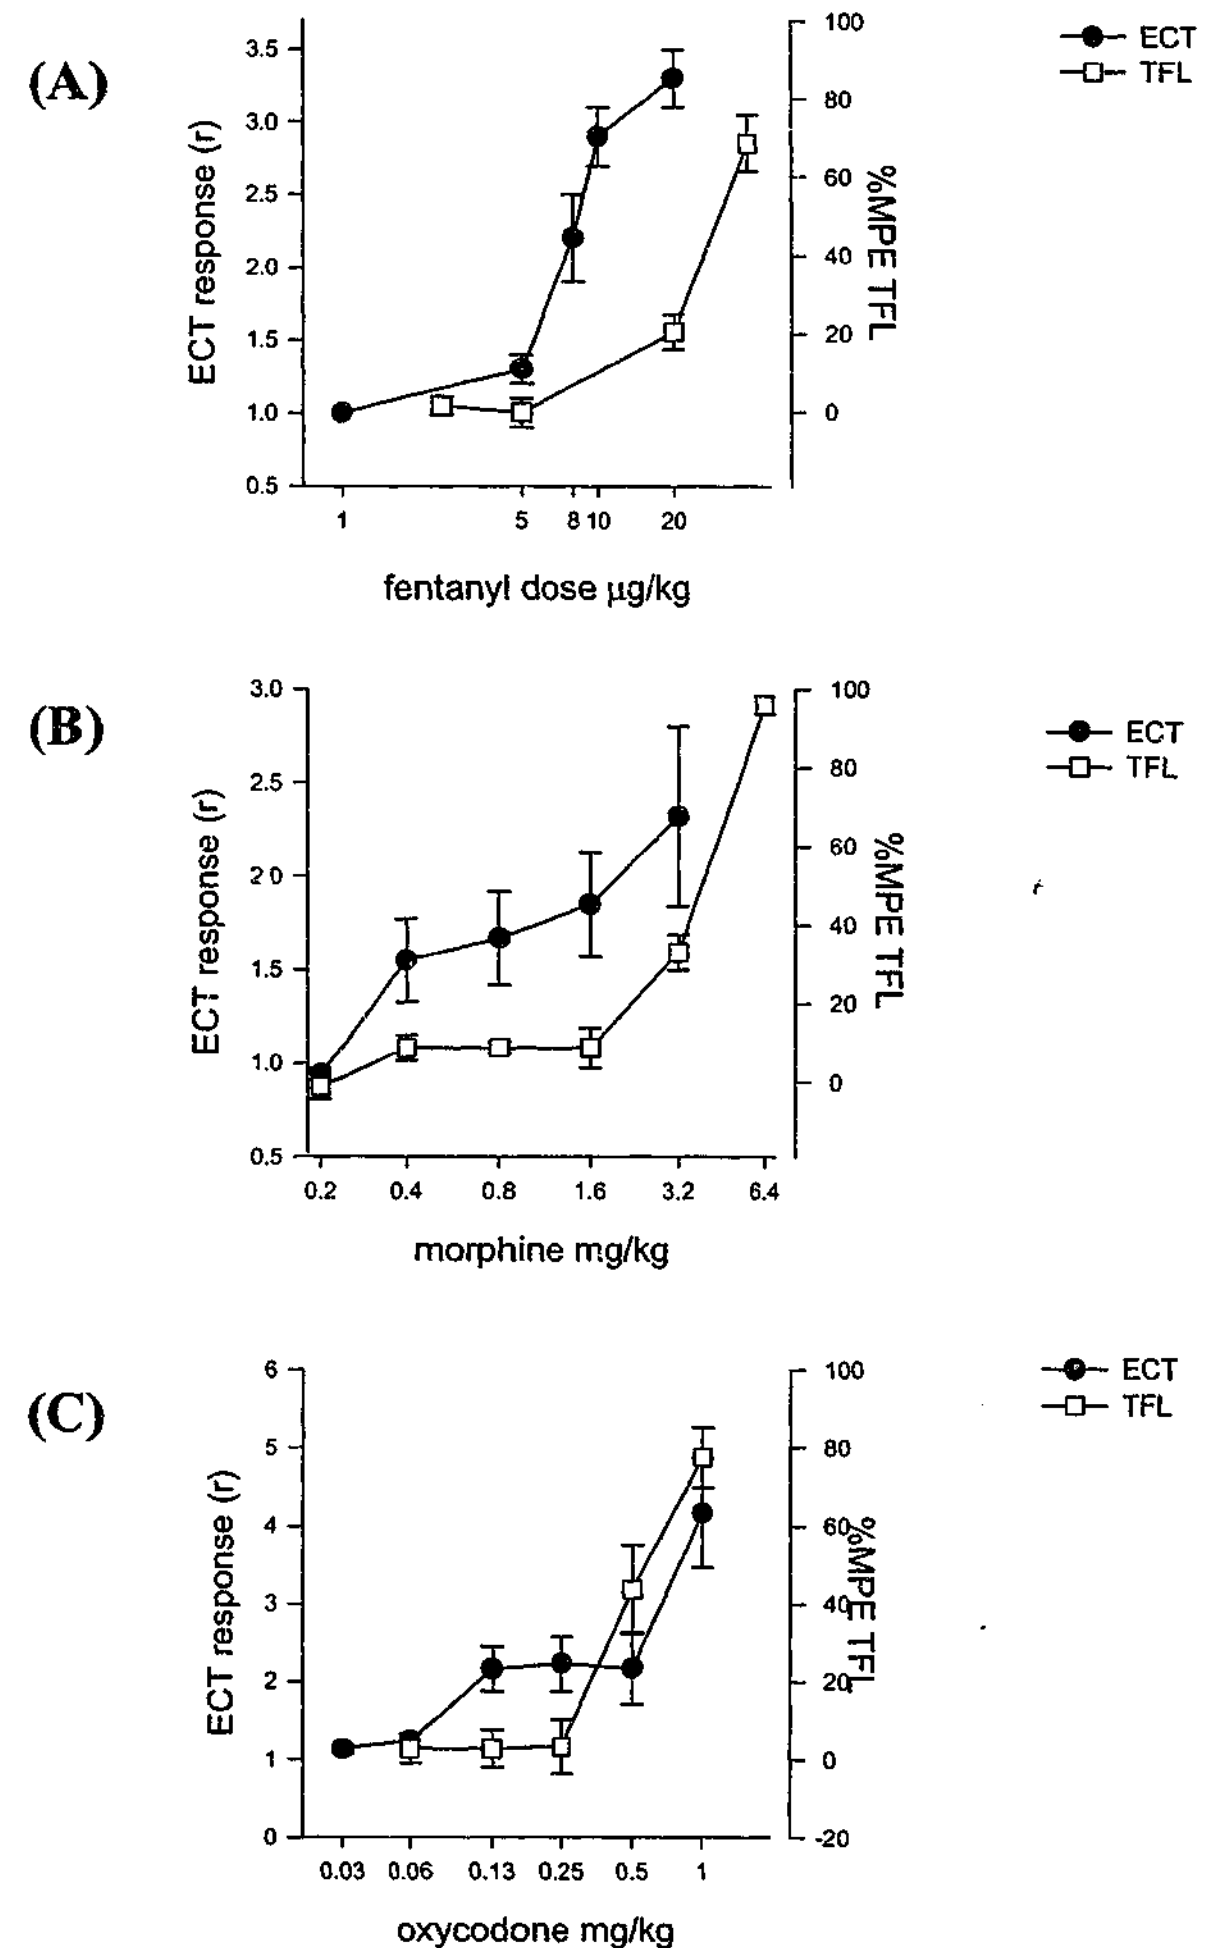 (A)
ECT
TFL
ECT response (r)
3.5
3.0
2.5
2.0
1.5
1.0
0.5
100
80
60
40
20
0
%MPE TFL
1 5 8 10 20
fentanyl dose µg/kg
(B)
ECT
TFL
ECT response (r)
3.0
2.5
2 0
1.5
1.0
0.5
100
80
60
40
20
0
%MPE TFL
0.2 0.4 0.8 1.6 3.2 6.4
morphine mg/kg
(C)
ECT
TFL
ECT response (r)
6
5
4
3
2
1
0
100
80
60
40
20
0
-20
%MPE TFL
0.03 0.06 0.13 0.25 0.5 1
oxycodone mg/kg